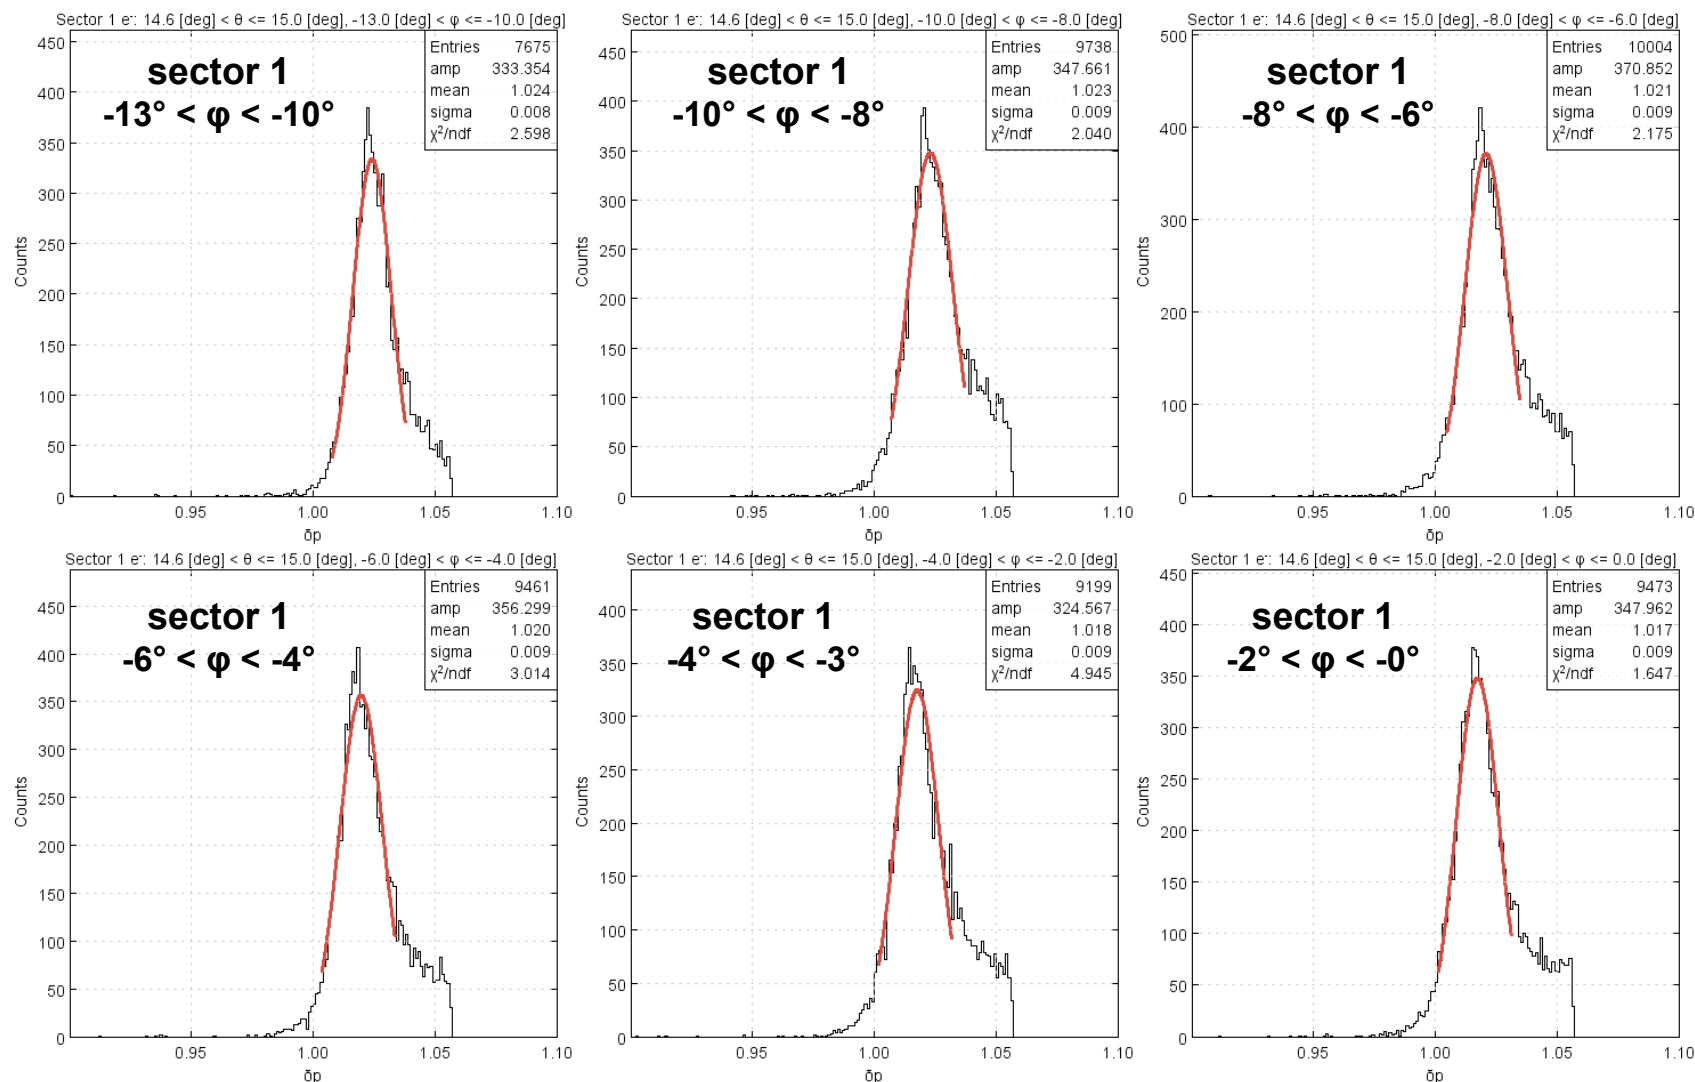 Sector 1 e⁻: 14.6 [deg] < θ <= 15.0 [deg], -13.0 [deg] < φ <= -10.0 [deg]
sector 1
-13° < φ < -10°
Entries 7675
amp 333.354
mean 1.024
sigma 0.008
χ²/ndf 2.598
Counts
450
400
350
300
250
200
150
100
50
0
0.95 1.00 1.05 1.10
δp
Sector 1 e⁻: 14.6 [deg] < θ <= 15.0 [deg], -10.0 [deg] < φ <= -8.0 [deg]
sector 1
-10° < φ < -8°
Entries 9738
amp 347.661
mean 1.023
sigma 0.009
χ²/ndf 2.040
Counts
450
400
350
300
250
200
150
100
50
0
0.95 1.00 1.05 1.10
δp
Sector 1 e⁻: 14.6 [deg] < θ <= 15.0 [deg], -8.0 [deg] < φ <= -6.0 [deg]
sector 1
-8° < φ < -6°
Entries 10004
amp 370.852
mean 1.021
sigma 0.009
χ²/ndf 2.175
Counts
500
400
300
200
100
0
0.95 1.00 1.05 1.10
δp
Sector 1 e⁻: 14.6 [deg] < θ <= 15.0 [deg], -6.0 [deg] < φ <= -4.0 [deg]
sector 1
-6° < φ < -4°
Entries 9461
amp 356.299
mean 1.020
sigma 0.009
χ²/ndf 3.014
Counts
450
400
350
300
250
200
150
100
50
0
0.95 1.00 1.05 1.10
δp
Sector 1 e⁻: 14.6 [deg] < θ <= 15.0 [deg], -4.0 [deg] < φ <= -2.0 [deg]
sector 1
-4° < φ < -3°
Entries 9199
amp 324.567
mean 1.018
sigma 0.009
χ²/ndf 4.945
Counts
400
350
300
250
200
150
100
50
0
0.95 1.00 1.05 1.10
δp
Sector 1 e⁻: 14.6 [deg] < θ <= 15.0 [deg], -2.0 [deg] < φ <= 0.0 [deg]
sector 1
-2° < φ < -0°
Entries 9473
amp 347.962
mean 1.017
sigma 0.009
χ²/ndf 1.647
Counts
450
400
350
300
250
200
150
100
50
0
0.95 1.00 1.05 1.10
δp